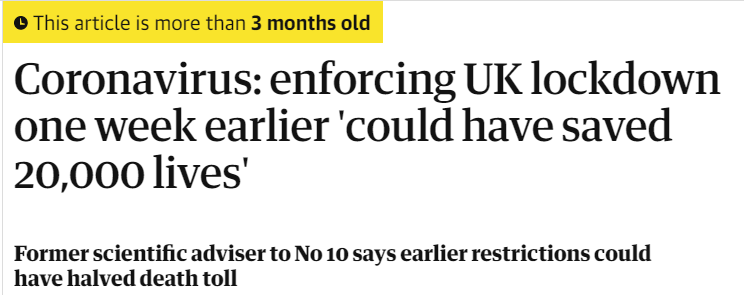 This article is more than 3 months old
Coronavirus: enforcing UK lockdown
one week earlier 'could have saved
20,000 lives'
Former scientific adviser to No 10 says earlier restrictions could
have halved death toll